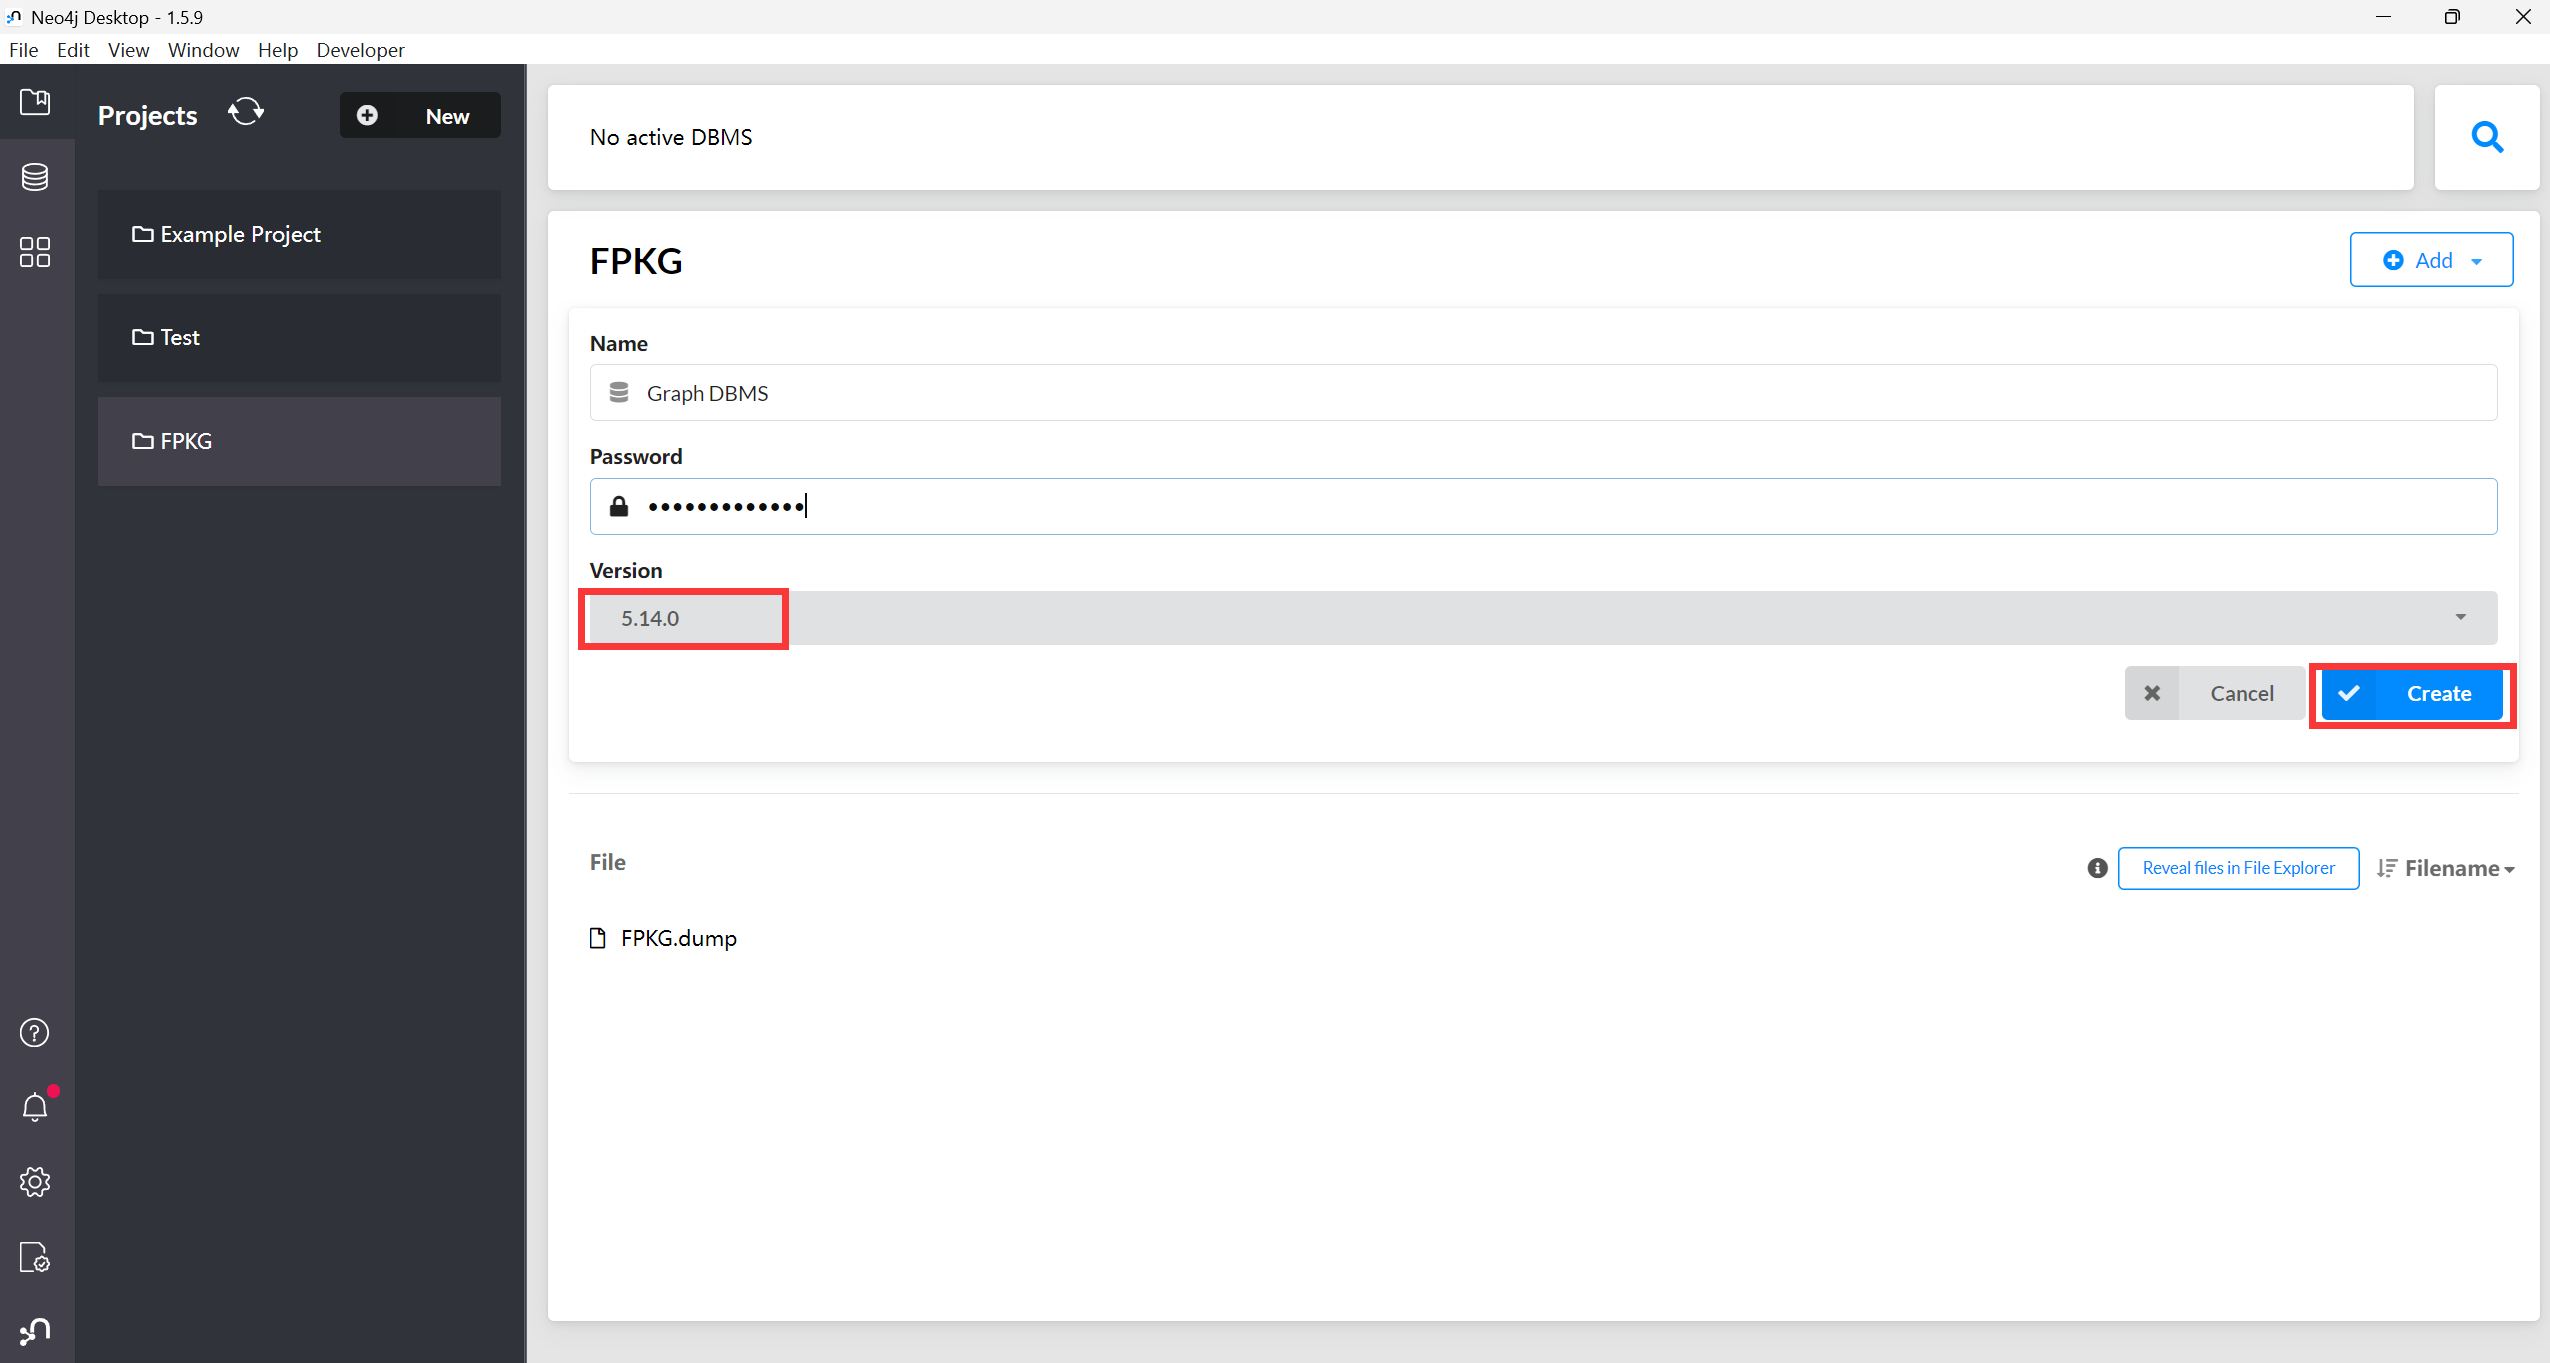 Neo4j Desktop - 1.5.9
File Edit View Window Help Developer
Projects
New
Example Project
Test
FPKG
No active DBMS
FPKG
Add
Name
Graph DBMS
Password
•••••••••••••
Version
5.14.0
Cancel
Create
File
Reveal files in File Explorer
Filename
FPKG.dump